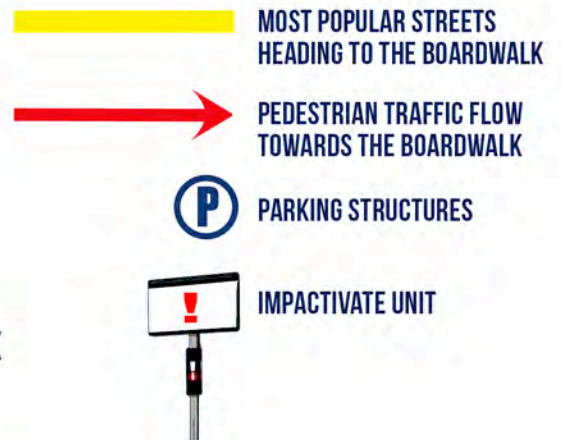 MOST POPULAR STREETS
HEADING TO THE BOARDWALK
PEDESTRIAN TRAFFIC FLOW
TOWARDS THE BOARDWALK
P
PARKING STRUCTURES
!
IMPACTIVATE UNIT